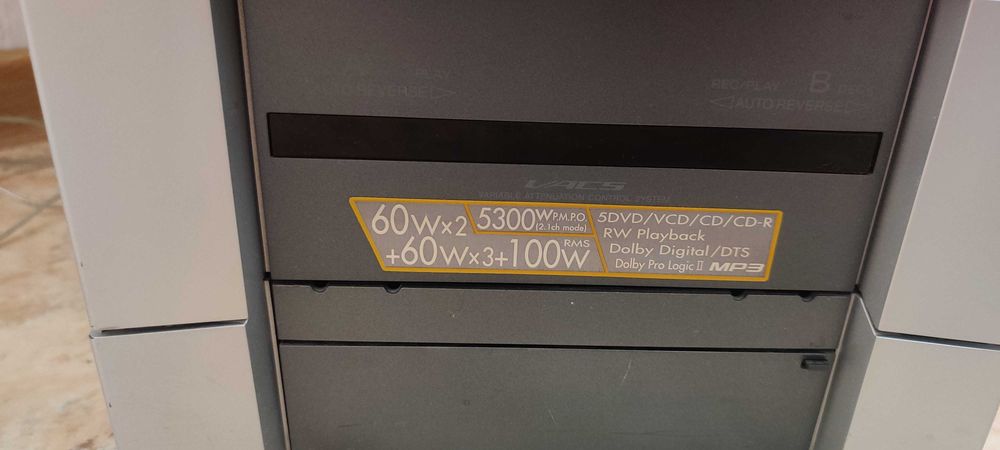 PLAY
REC/PLAY B DECK
◁AUTO REVERSE▷ ◁AUTO REVERSE▷
VACS
VARIABLE ATTENUATION CONTROL SYSTEM
60W×2
5300W P.M.P.O.
(2.1ch mode)
+60W×3+100W RMS
5DVD/VCD/CD/CD-R
RW Playback
Dolby Digital/DTS
Dolby Pro Logic II MP3